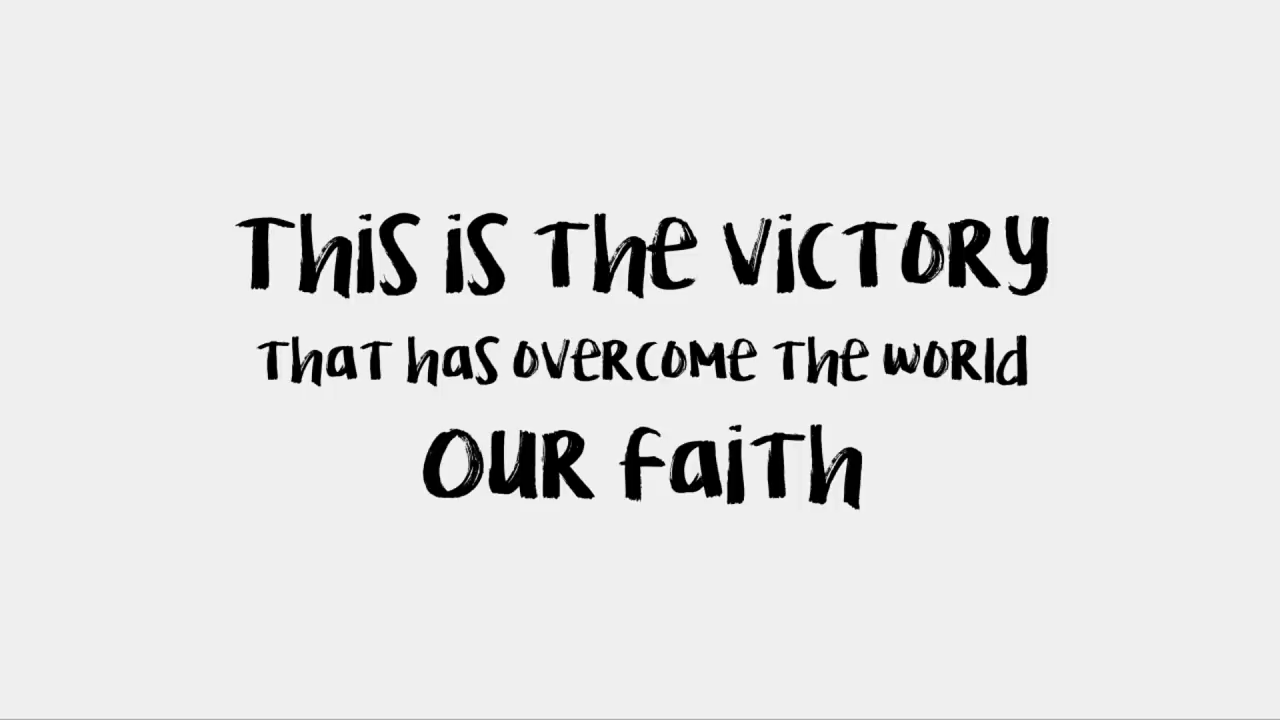 This is the victory
that has overcome the world
our faith